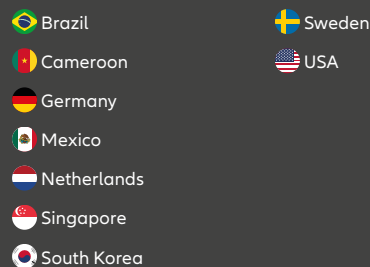 Brazil
Cameroon
Germany
Mexico
Netherlands
Singapore
South Korea
Sweden
USA